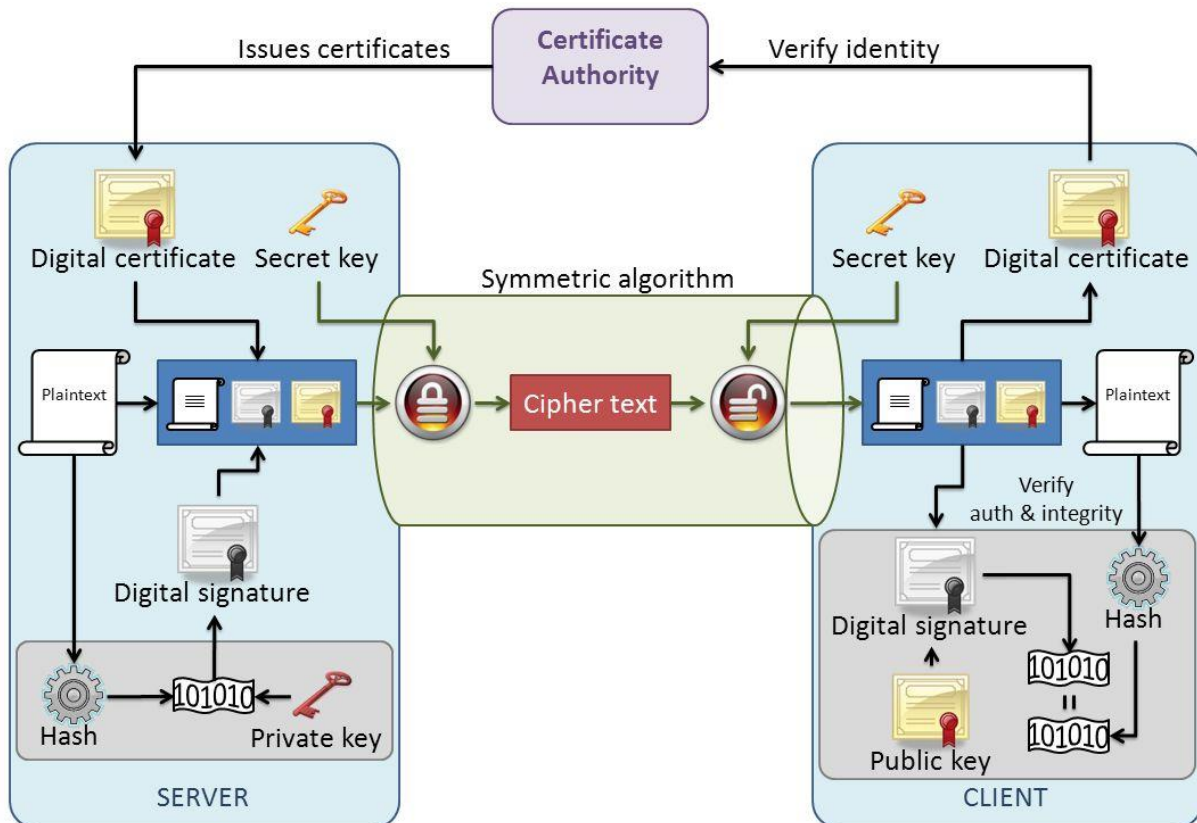 Issues certificates
Certificate
Authority
Verify identity
Digital certificate
Secret key
Symmetric algorithm
Secret key
Digital certificate
Plaintext
Cipher text
Plaintext
Verify
auth & integrity
Digital signature
Digital signature
Hash
101010
101010
101010
Hash
Private key
Public key
SERVER
CLIENT